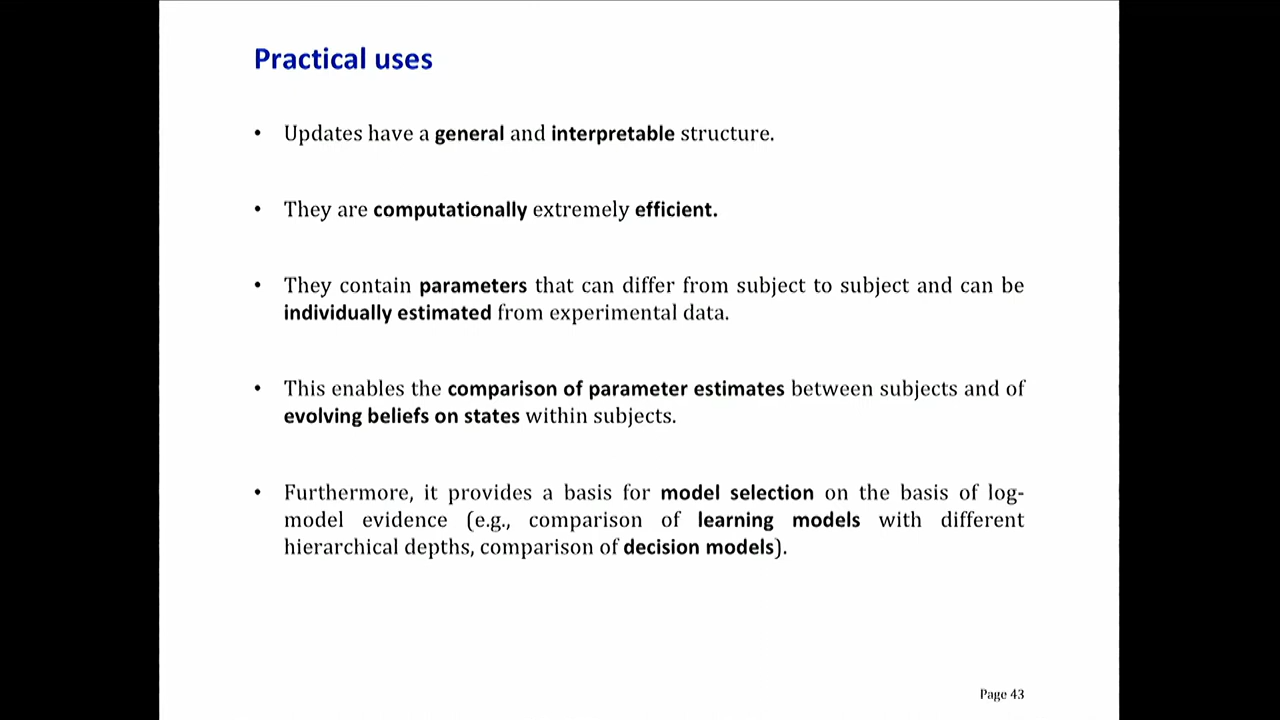 Practical uses
• Updates have a general and interpretable structure.
• They are computationally extremely efficient.
• They contain parameters that can differ from subject to subject and can be
individually estimated from experimental data.
• This enables the comparison of parameter estimates between subjects and of
evolving beliefs on states within subjects.
• Furthermore, it provides a basis for model selection on the basis of log-
model evidence (e.g., comparison of learning models with different
hierarchical depths, comparison of decision models).
Page 43